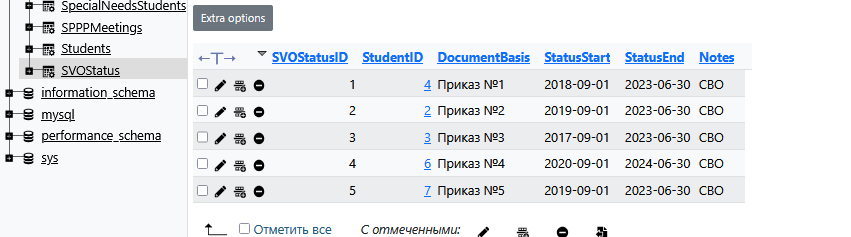 SpecialNeedsStudents
SPPPMeetings
Students
SVOStatus
information_schema
mysql
performance_schema
sys
Extra options
←T→ SVOStatusID StudentID DocumentBasis StatusStart StatusEnd Notes
1 4 Приказ №1 2018-09-01 2023-06-30 СВО
2 2 Приказ №2 2019-09-01 2023-06-30 СВО
3 3 Приказ №3 2017-09-01 2023-06-30 СВО
4 6 Приказ №4 2020-09-01 2024-06-30 СВО
5 7 Приказ №5 2019-09-01 2023-06-30 СВО
Отметить все С отмеченными: